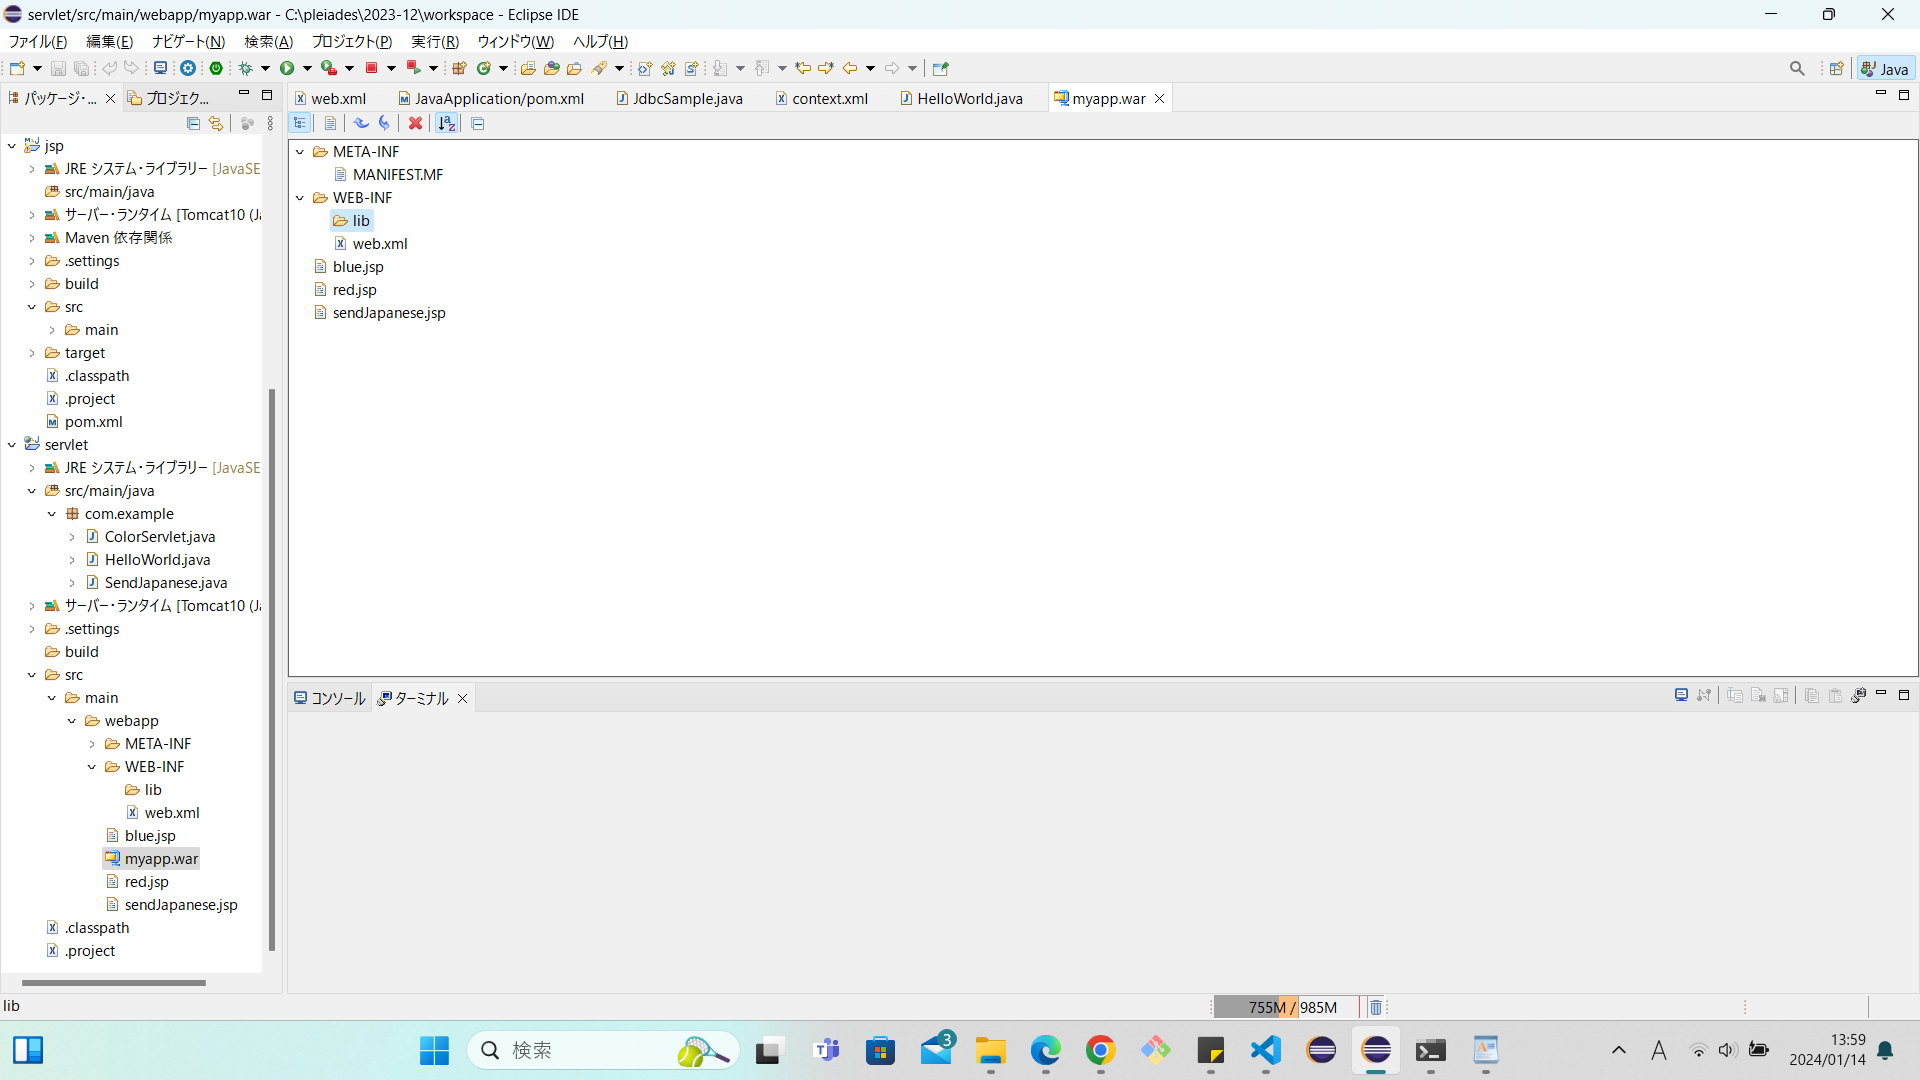 servlet/src/main/webapp/myapp.war - C:\pleiades\2023-12\workspace - Eclipse IDE
ファイル(F) 編集(E) ナビゲート(N) 検索(A) プロジェクト(P) 実行(R) ウィンドウ(W) ヘルプ(H)
Java
パッケージ・...
プロジェク...
web.xml JavaApplication/pom.xml JdbcSample.java context.xml HelloWorld.java myapp.war
jsp
JRE システム・ライブラリー [JavaSE
src/main/java
サーバー・ランタイム [Tomcat10 (Ja
Maven 依存関係
.settings
build
src
main
target
.classpath
.project
pom.xml
servlet
JRE システム・ライブラリー [JavaSE
src/main/java
com.example
ColorServlet.java
HelloWorld.java
SendJapanese.java
サーバー・ランタイム [Tomcat10 (Ja
.settings
build
src
main
webapp
META-INF
WEB-INF
lib
web.xml
blue.jsp
myapp.war
red.jsp
sendJapanese.jsp
.classpath
.project
META-INF
MANIFEST.MF
WEB-INF
lib
web.xml
blue.jsp
red.jsp
sendJapanese.jsp
コンソール ターミナル
lib
755M / 985M
検索
3
A
13:59
2024/01/14